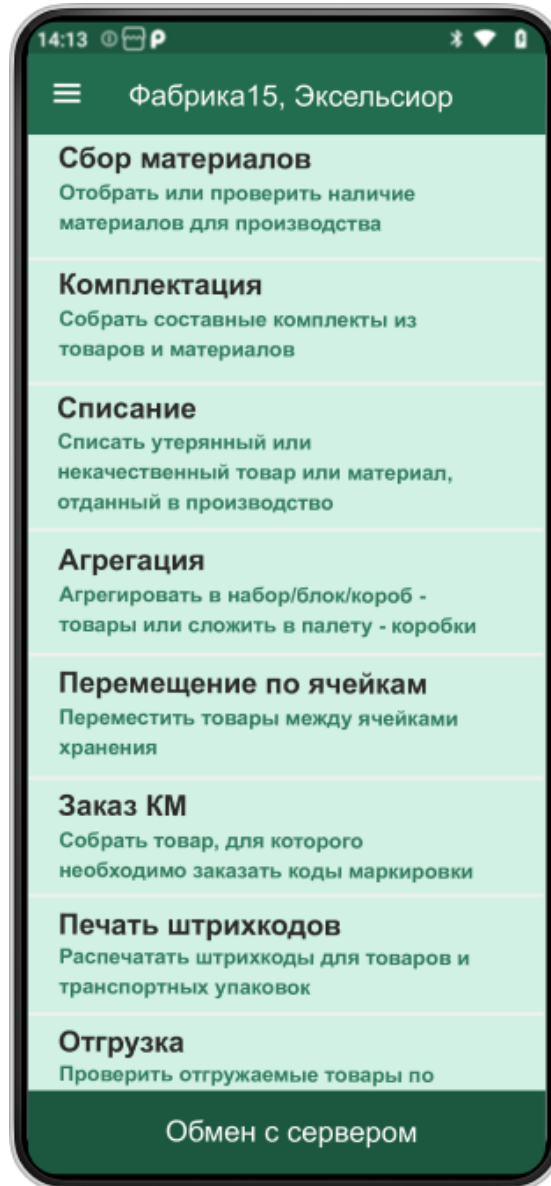 14:13
Фабрика15, Эксельсиор
Сбор материалов
Отобрать или проверить наличие
материалов для производства
Комплектация
Собрать составные комплекты из
товаров и материалов
Списание
Списать утерянный или
некачественный товар или материал,
отданный в производство
Агрегация
Агрегировать в набор/блок/короб -
товары или сложить в палету - коробки
Перемещение по ячейкам
Переместить товары между ячейками
хранения
Заказ КМ
Собрать товар, для которого
необходимо заказать коды маркировки
Печать штрихкодов
Распечатать штрихкоды для товаров и
транспортных упаковок
Отгрузка
Проверить отгружаемые товары по
Обмен с сервером